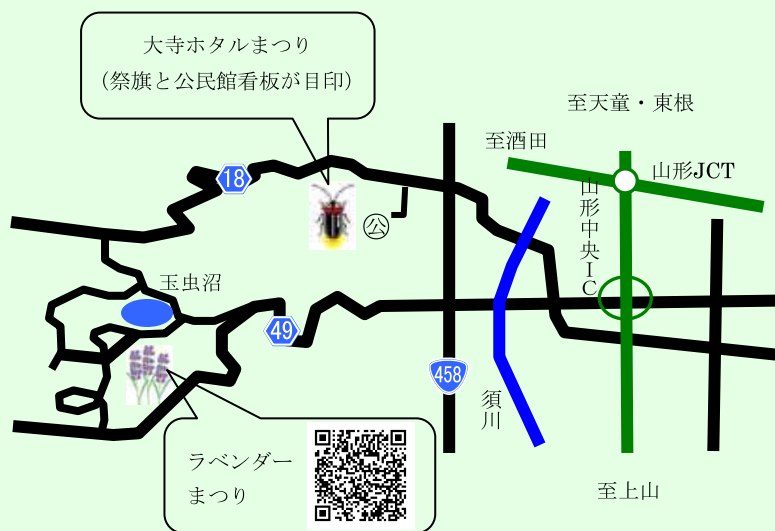 大寺ホタルまつり
（祭旗と公民館看板が目印）
至天童・東根
至酒田
山形JCT
18
山形中央IC
公
玉虫沼
49
458
須川
ラベンダー
まつり
至上山